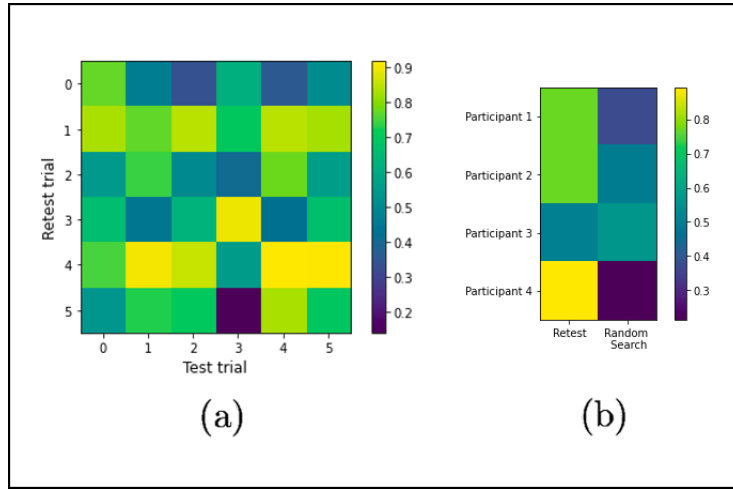 0
1
2
3
4
5
Retest trial
0 1 2 3 4 5
Test trial
0.9
0.8
0.7
0.6
0.5
0.4
0.3
0.2
(a)
Participant 1
Participant 2
Participant 3
Participant 4
Retest Random
Search
0.8
0.7
0.6
0.5
0.4
0.3
(b)